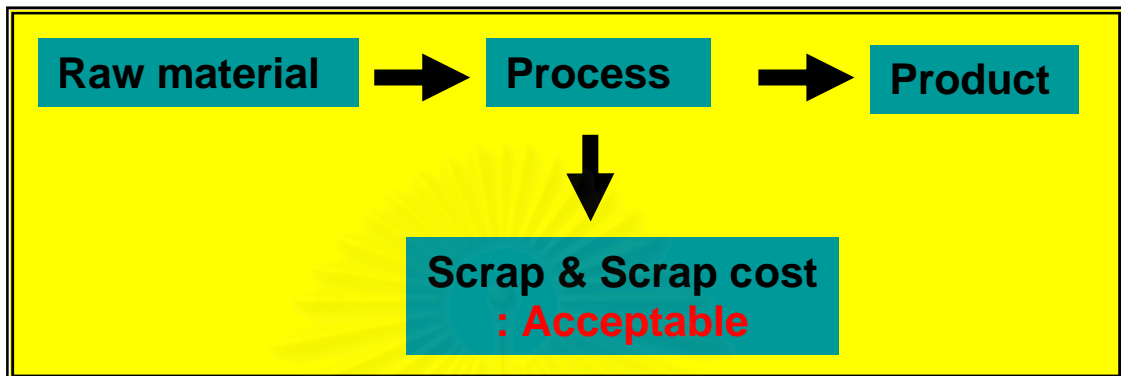 Raw material
Process
Product
Scrap & Scrap cost
: Acceptable